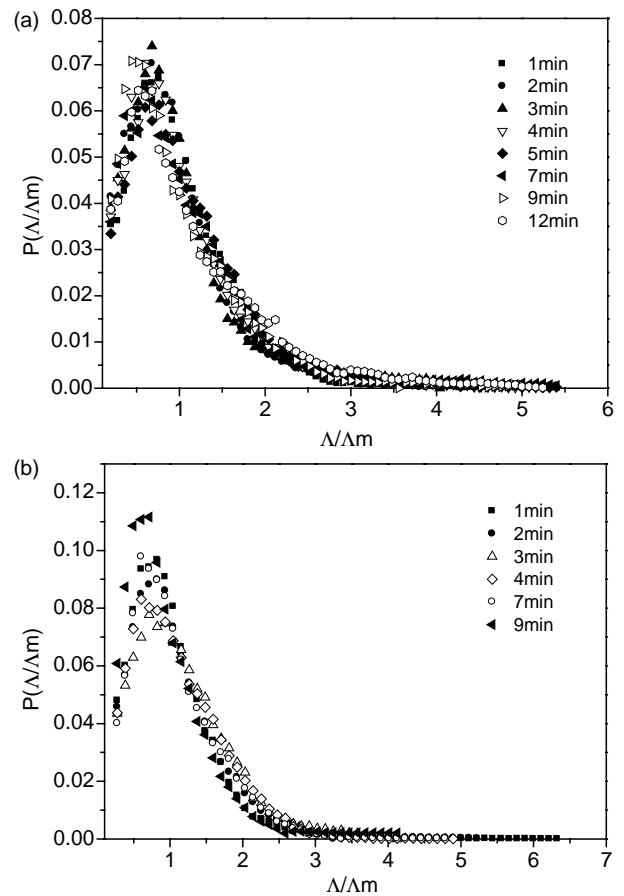 (a)
0.08
0.07
0.06
0.05
0.04
0.03
0.02
0.01
0.00
P(Λ/Λm)
1min
2min
3min
4min
5min
7min
9min
12min
1 2 3 4 5 6
Λ/Λm
(b)
0.12
0.10
0.08
0.06
0.04
0.02
0.00
P(Λ/Λm)
1min
2min
3min
4min
7min
9min
1 2 3 4 5 6 7
Λ/Λm